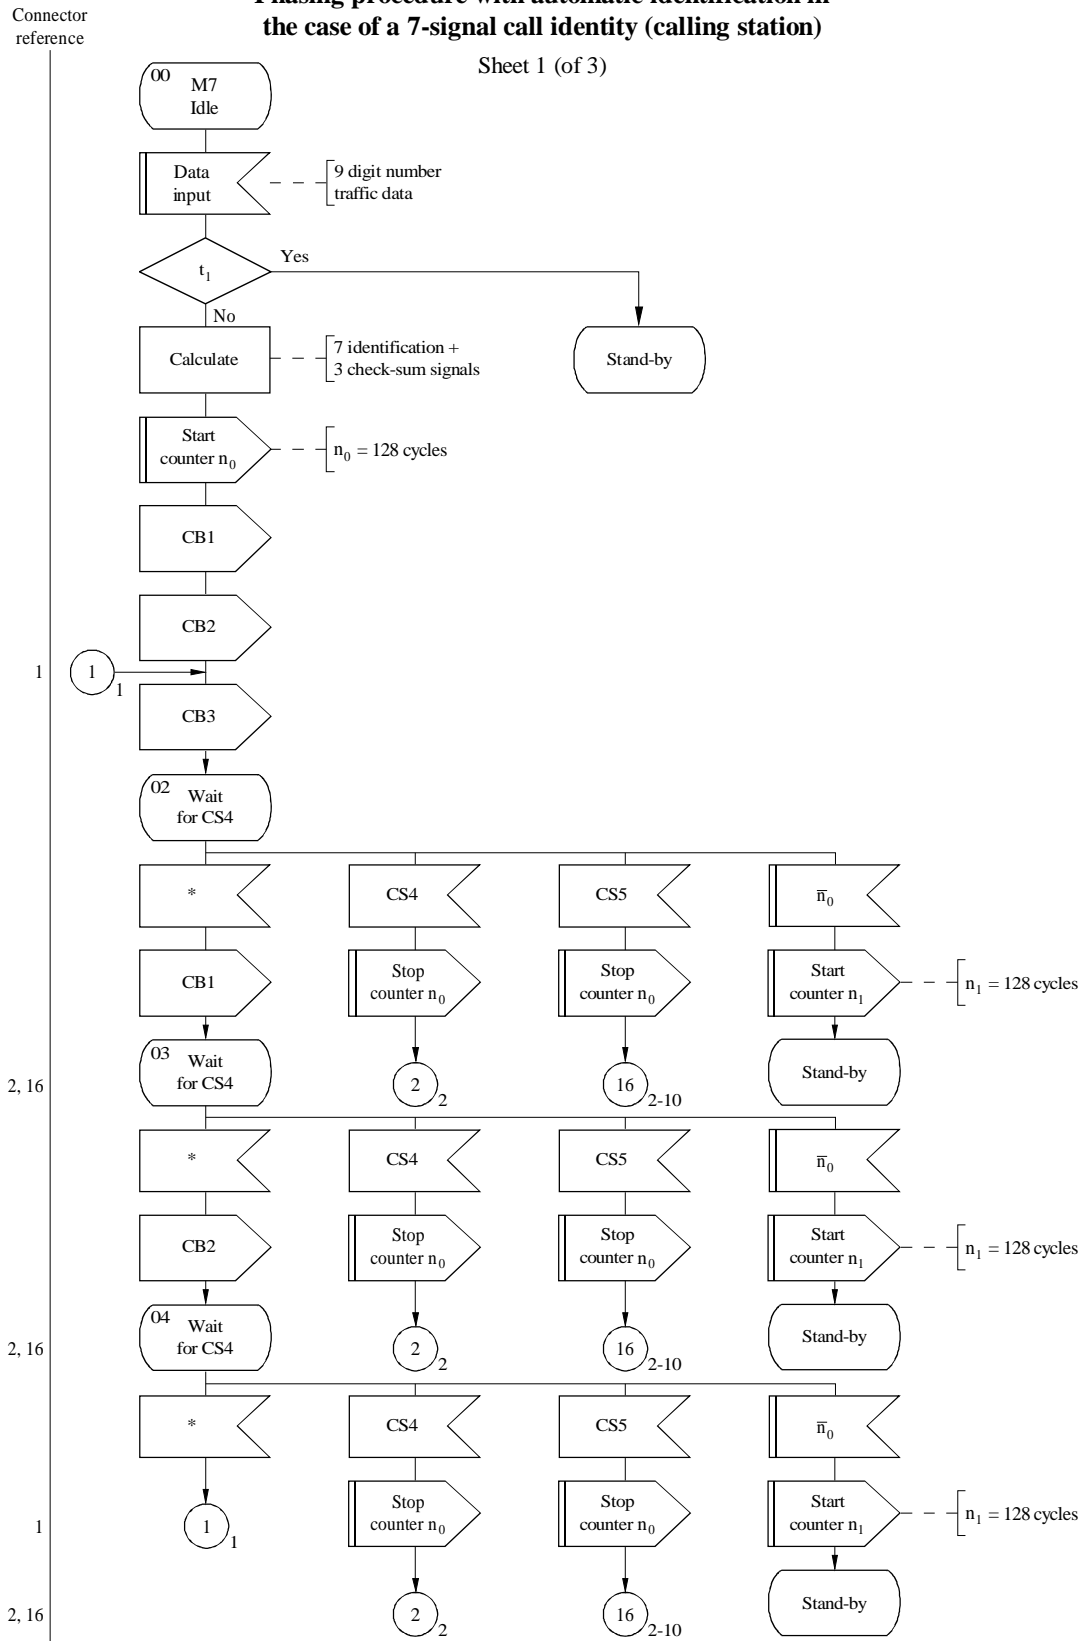 Phasing procedure with automatic identification in
the case of a 7-signal call identity (calling station)
Sheet 1 (of 3)
Connector
reference
00
M7
Idle
Data
input
9 digit number
traffic data
t1
Yes
No
Stand-by
Calculate
7 identification +
3 check-sum signals
Start
counter n0
n0 = 128 cycles
CB1
CB2
1
1
1
CB3
02
Wait
for CS4
*
CS4
CS5
n̅0
CB1
Stop
counter n0
Stop
counter n0
Start
counter n1
n1 = 128 cycles
03
Wait
for CS4
2, 16
2
2
16
2-10
Stand-by
*
CS4
CS5
n̅0
CB2
Stop
counter n0
Stop
counter n0
Start
counter n1
n1 = 128 cycles
04
Wait
for CS4
2, 16
2
2
16
2-10
Stand-by
*
CS4
CS5
n̅0
1
1
1
Stop
counter n0
Stop
counter n0
Start
counter n1
n1 = 128 cycles
2, 16
2
2
16
2-10
Stand-by